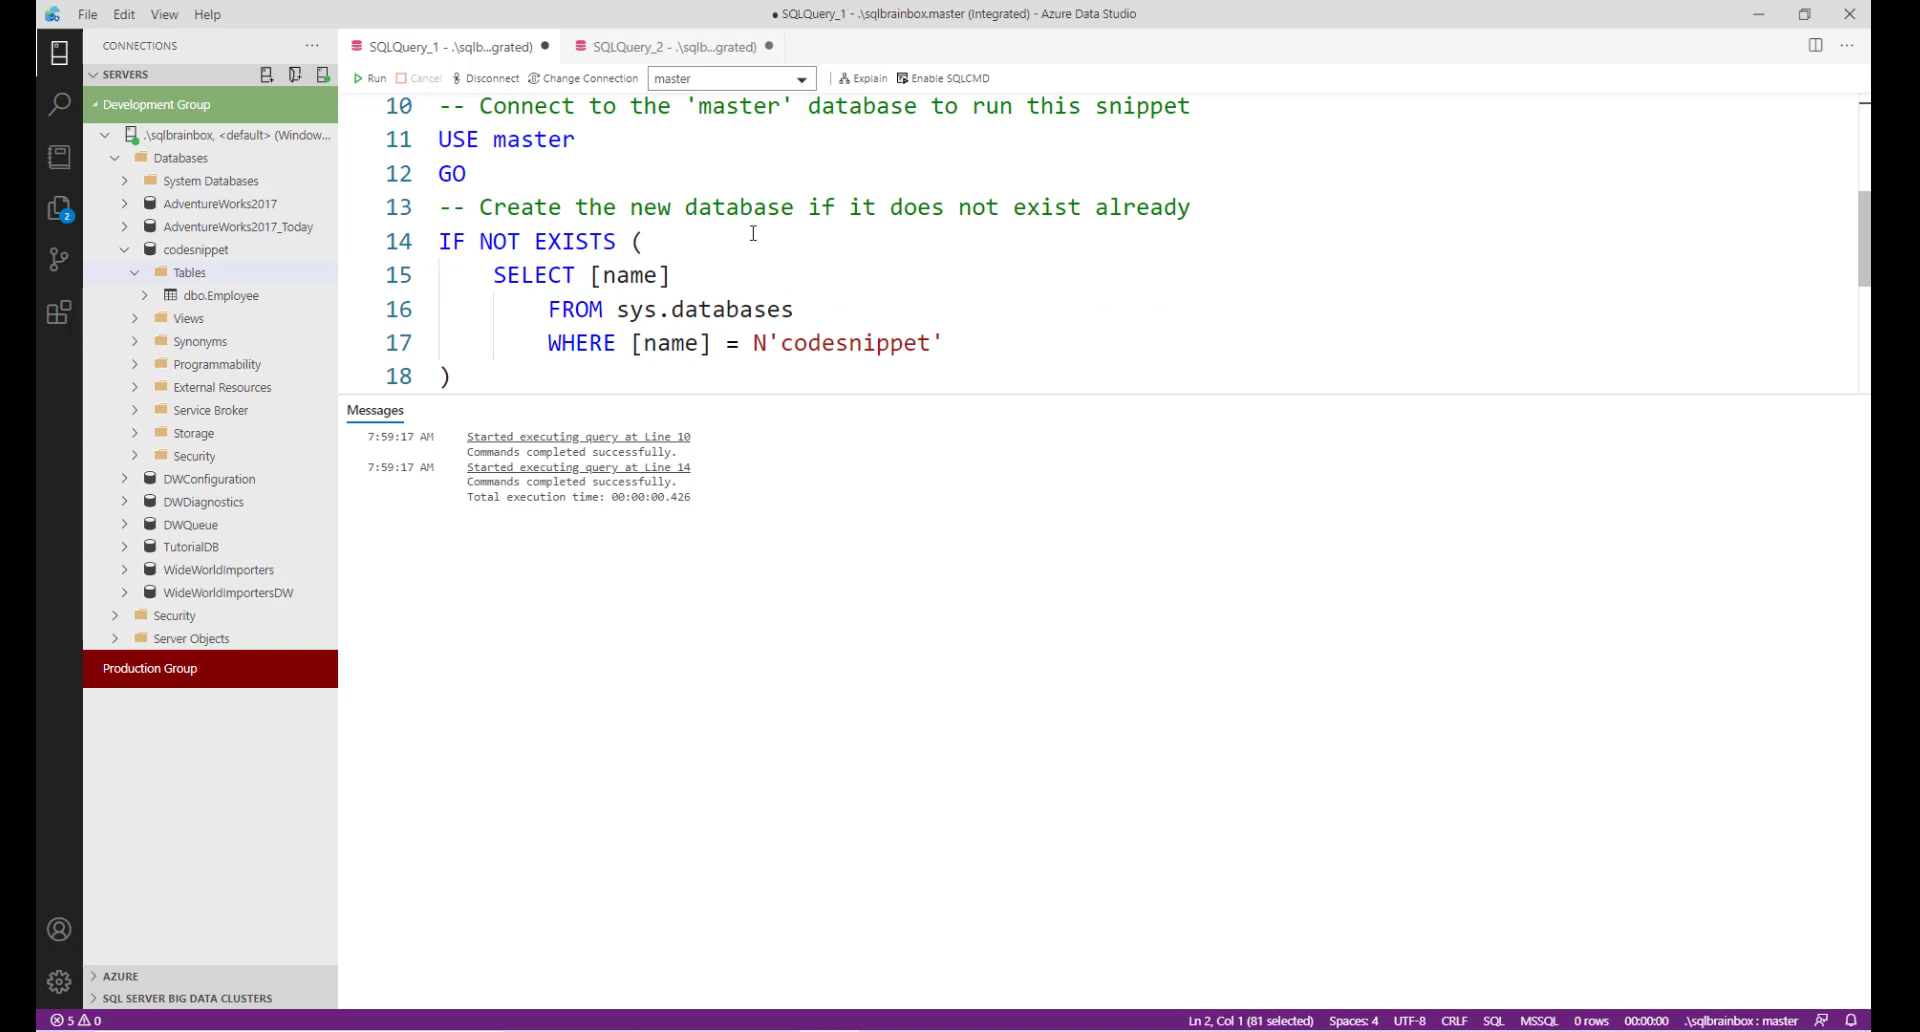 File Edit View Help
● SQLQuery_1 - .\sqlbrainbox.master (Integrated) - Azure Data Studio
CONNECTIONS ...
SERVERS
Development Group
.\sqlbrainbox, <default> (Window...
Databases
System Databases
AdventureWorks2017
AdventureWorks2017_Today
codesnippet
Tables
dbo.Employee
Views
Synonyms
Programmability
External Resources
Service Broker
Storage
Security
DWConfiguration
DWDiagnostics
DWQueue
TutorialDB
WideWorldImporters
WideWorldImportersDW
Security
Server Objects
Production Group
AZURE
SQL SERVER BIG DATA CLUSTERS
2
SQLQuery_1 - .\sqlb...grated) ● SQLQuery_2 - .\sqlb...grated) ●
Run Cancel Disconnect Change Connection master Explain Enable SQLCMD
10 -- Connect to the 'master' database to run this snippet
11 USE master
12 GO
13 -- Create the new database if it does not exist already
14 IF NOT EXISTS (
15 SELECT [name]
16 FROM sys.databases
17 WHERE [name] = N'codesnippet'
18 )
Messages
7:59:17 AM Started executing query at Line 10
Commands completed successfully.
7:59:17 AM Started executing query at Line 14
Commands completed successfully.
Total execution time: 00:00:00.426
5 0 Ln 2, Col 1 (81 selected) Spaces: 4 UTF-8 CRLF SQL MSSQL 0 rows 00:00:00 .\sqlbrainbox : master